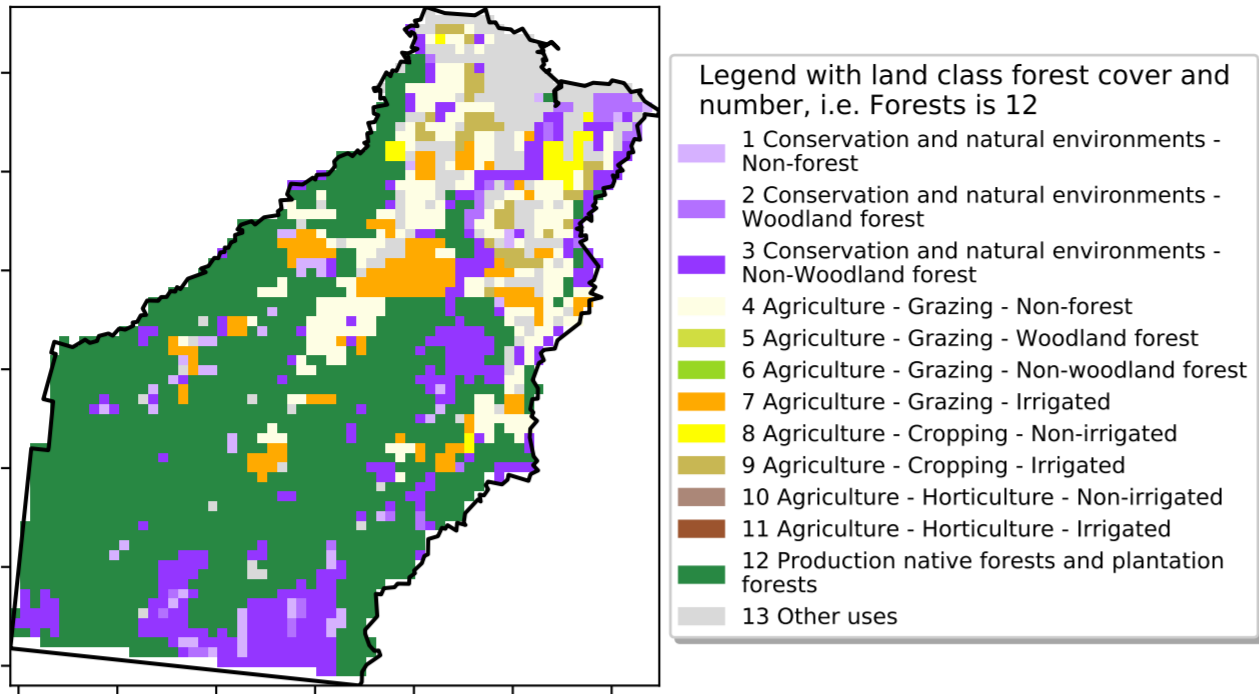 Legend with land class forest cover and
number, i.e. Forests is 12
1 Conservation and natural environments -
Non-forest
2 Conservation and natural environments -
Woodland forest
3 Conservation and natural environments -
Non-Woodland forest
4 Agriculture - Grazing - Non-forest
5 Agriculture - Grazing - Woodland forest
6 Agriculture - Grazing - Non-woodland forest
7 Agriculture - Grazing - Irrigated
8 Agriculture - Cropping - Non-irrigated
9 Agriculture - Cropping - Irrigated
10 Agriculture - Horticulture - Non-irrigated
11 Agriculture - Horticulture - Irrigated
12 Production native forests and plantation
forests
13 Other uses